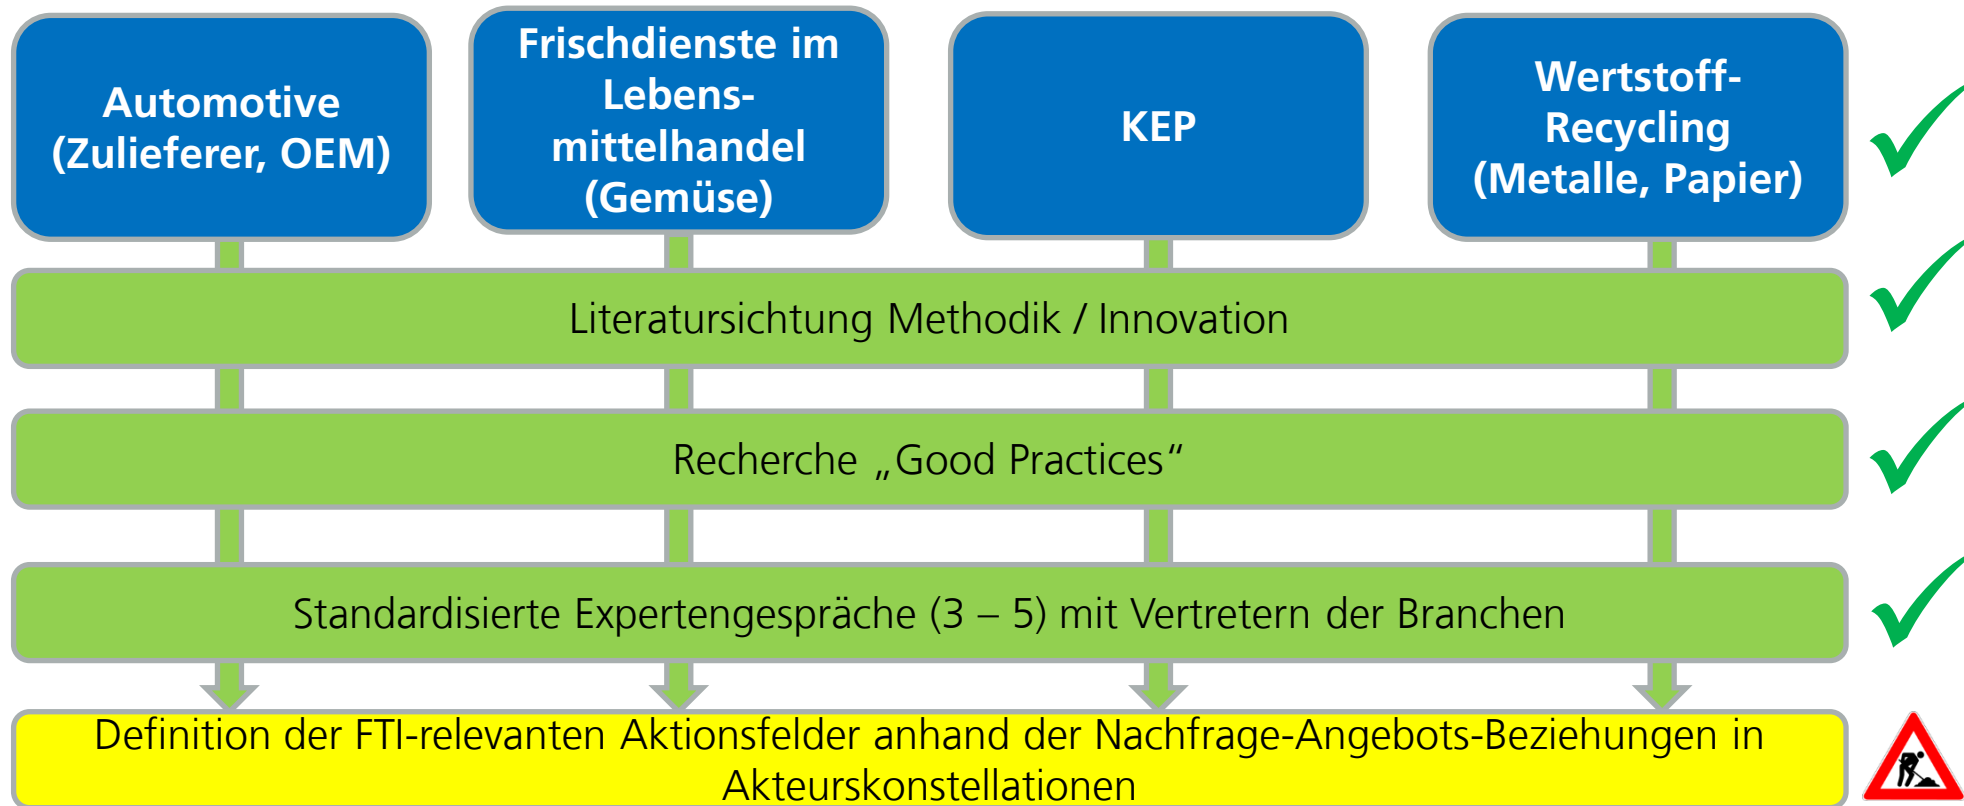 Automotive
(Zulieferer, OEM)
Frischdienste im
Lebens-
mittelhandel
(Gemüse)
KEP
Wertstoff-
Recycling
(Metalle, Papier)
Literatursichtung Methodik / Innovation
Recherche „Good Practices“
Standardisierte Expertengespräche (3 – 5) mit Vertretern der Branchen
Definition der FTI-relevanten Aktionsfelder anhand der Nachfrage-Angebots-Beziehungen in
Akteurskonstellationen